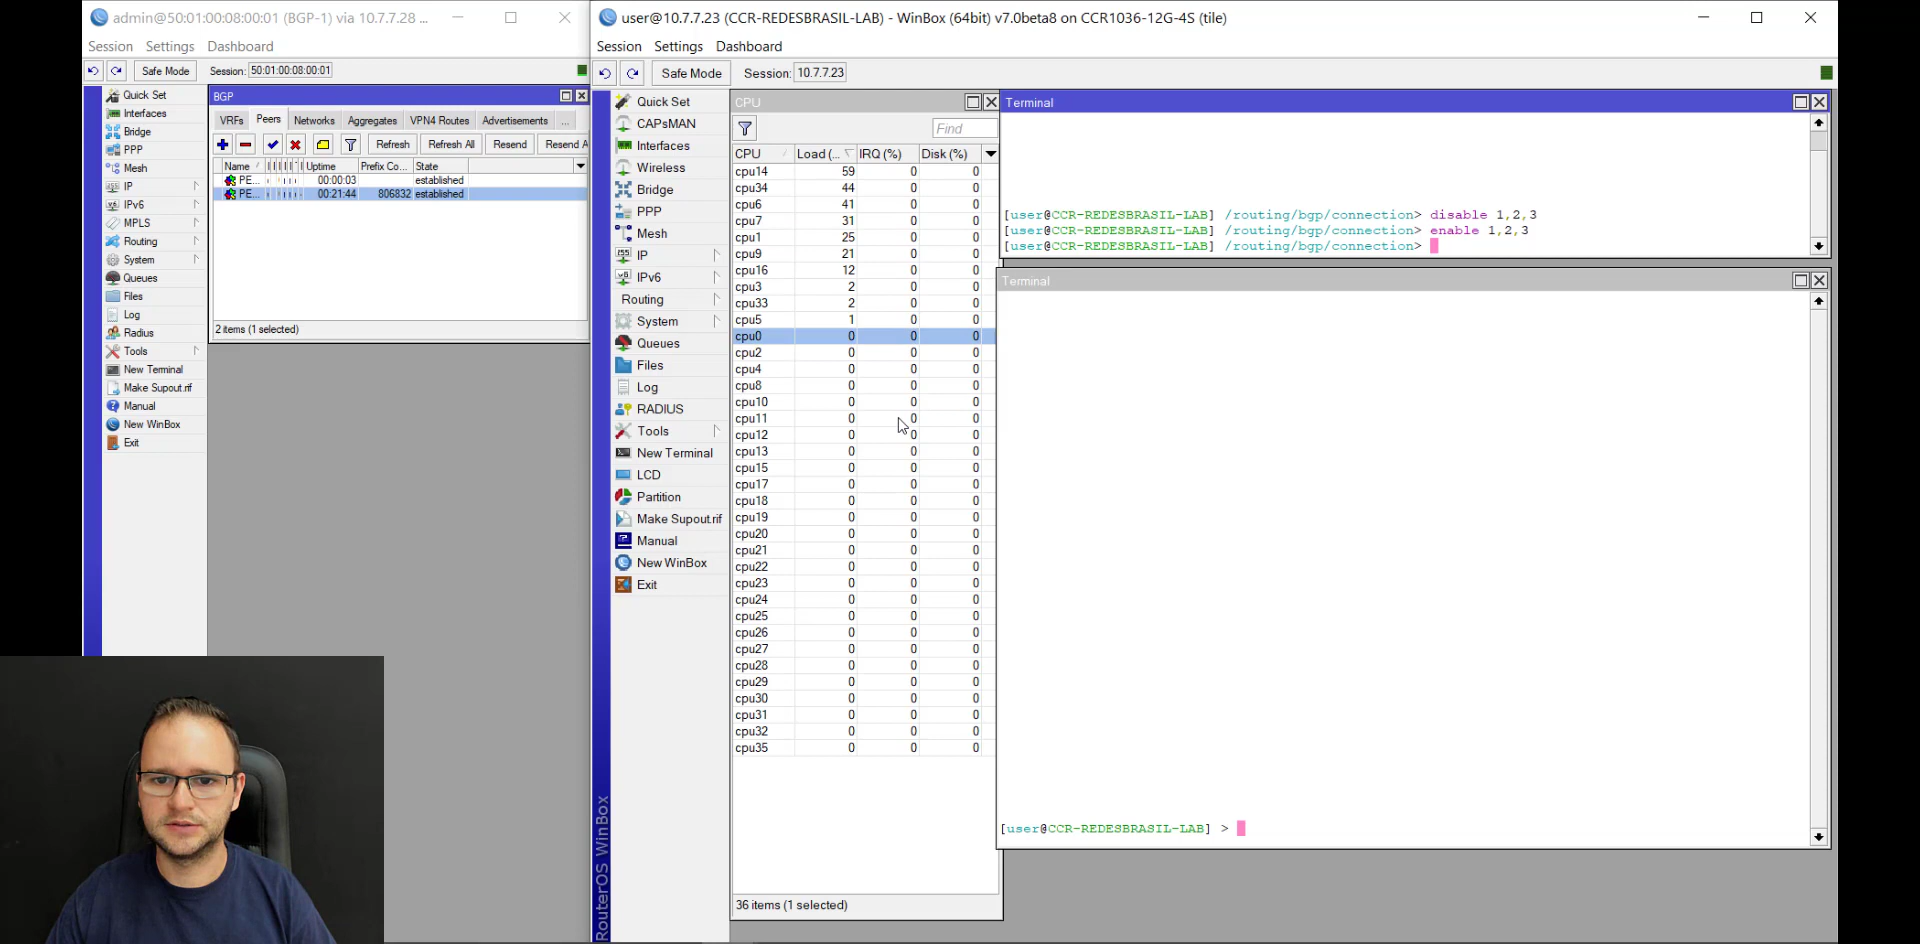 admin@50:01:00:08:00:01 (BGP-1) via 10.7.7.28 ...
Session Settings Dashboard
Safe Mode Session: 50:01:00:08:00:01
Quick Set
Interfaces
Bridge
PPP
Mesh
IP
IPv6
MPLS
Routing
System
Queues
Files
Log
Radius
Tools
New Terminal
Make Supout.rif
Manual
New WinBox
Exit
BGP
VRFs Peers Networks Aggregates VPN4 Routes Advertisements ...
Refresh Refresh All Resend Resend A
Name Uptime Prefix Co... State
PE... 00:00:03 established
PE... 00:21:44 806832 established
2 items (1 selected)
user@10.7.7.23 (CCR-REDESBRASIL-LAB) - WinBox (64bit) v7.0beta8 on CCR1036-12G-4S (tile)
Session Settings Dashboard
Safe Mode Session: 10.7.7.23
Quick Set
CAPsMAN
Interfaces
Wireless
Bridge
PPP
Mesh
IP
IPv6
Routing
System
Queues
Files
Log
RADIUS
Tools
New Terminal
LCD
Partition
Make Supout.rif
Manual
New WinBox
Exit
RouterOS WinBox
CPU
Find
CPU Load (... IRQ (%) Disk (%)
cpu14 59 0 0
cpu34 44 0 0
cpu6 41 0 0
cpu7 31 0 0
cpu1 25 0 0
cpu9 21 0 0
cpu16 12 0 0
cpu3 2 0 0
cpu33 2 0 0
cpu5 1 0 0
cpu0 0 0 0
cpu2 0 0 0
cpu4 0 0 0
cpu8 0 0 0
cpu10 0 0 0
cpu11 0 0 0
cpu12 0 0 0
cpu13 0 0 0
cpu15 0 0 0
cpu17 0 0 0
cpu18 0 0 0
cpu19 0 0 0
cpu20 0 0 0
cpu21 0 0 0
cpu22 0 0 0
cpu23 0 0 0
cpu24 0 0 0
cpu25 0 0 0
cpu26 0 0 0
cpu27 0 0 0
cpu28 0 0 0
cpu29 0 0 0
cpu30 0 0 0
cpu31 0 0 0
cpu32 0 0 0
cpu35 0 0 0
36 items (1 selected)
Terminal
[user@CCR-REDESBRASIL-LAB] /routing/bgp/connection> disable 1,2,3
[user@CCR-REDESBRASIL-LAB] /routing/bgp/connection> enable 1,2,3
[user@CCR-REDESBRASIL-LAB] /routing/bgp/connection>
Terminal
[user@CCR-REDESBRASIL-LAB] >